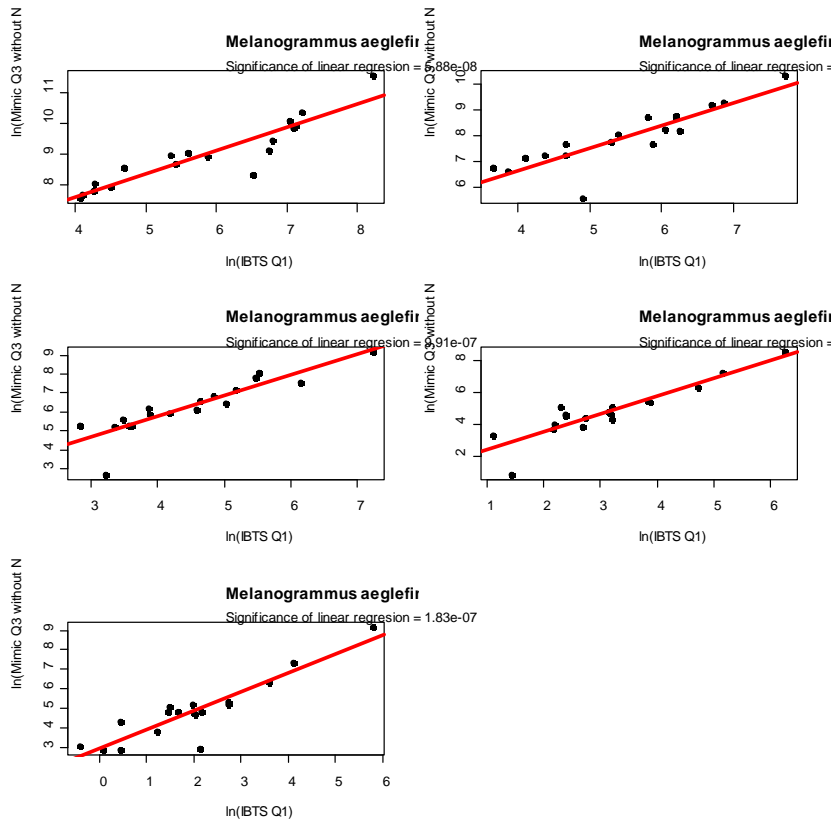 Melanogrammus aeglefi
Significance of linear regresion = 5.88e-08
ln(Mimic Q3 without N
11
10
9
8
4 5 6 7 8
ln(IBTS Q1)
Melanogrammus aeglefi
Significance of linear regresion =
ln(Mimic Q3 without N
10
9
8
7
6
4 5 6 7
ln(IBTS Q1)
Melanogrammus aeglefi
Significance of linear regresion = 9.91e-07
ln(Mimic Q3 without N
9
8
7
6
5
4
3
3 4 5 6 7
ln(IBTS Q1)
Melanogrammus aeglefi
Significance of linear regresion =
ln(Mimic Q3 without N
8
6
4
2
1 2 3 4 5 6
ln(IBTS Q1)
Melanogrammus aeglefi
Significance of linear regresion = 1.83e-07
ln(Mimic Q3 without N
9
8
7
6
5
4
3
0 1 2 3 4 5 6
ln(IBTS Q1)